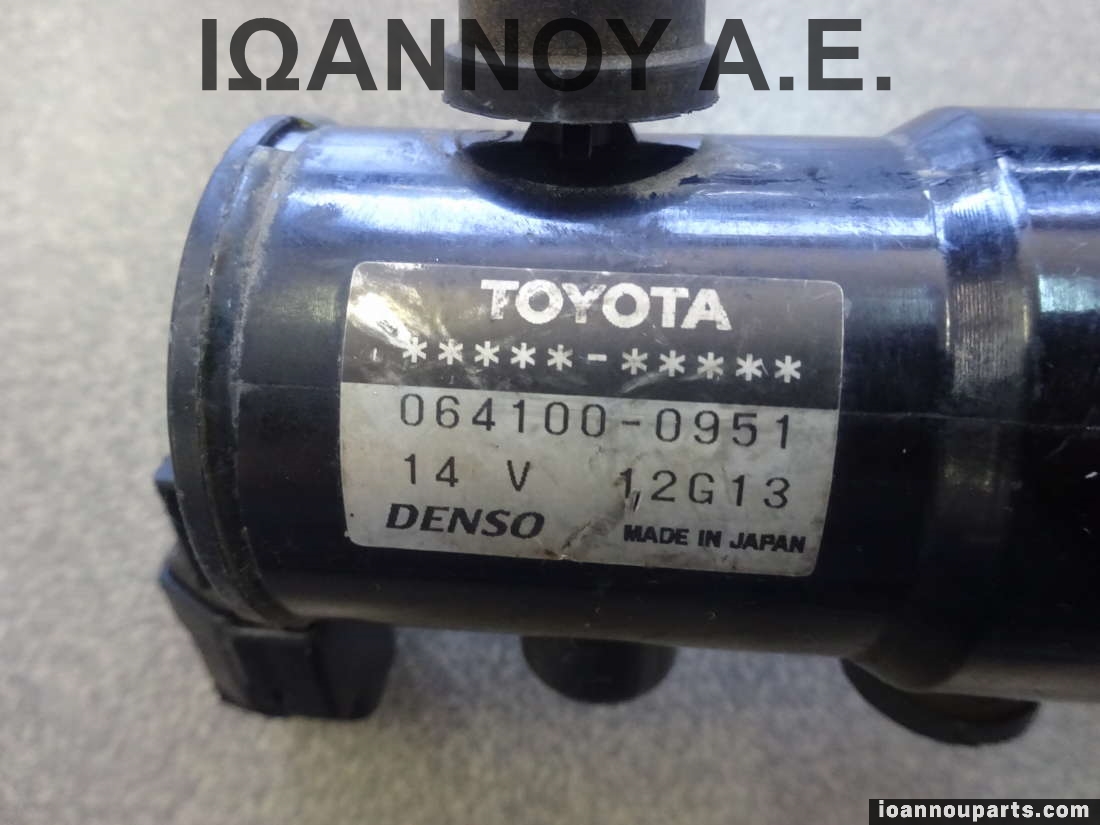 ΙΩΑΝΝΟΥ Α.Ε.
TOYOTA
*****-*****
064100-0951
14 V 12G13
DENSO MADE IN JAPAN
ioannouparts.com